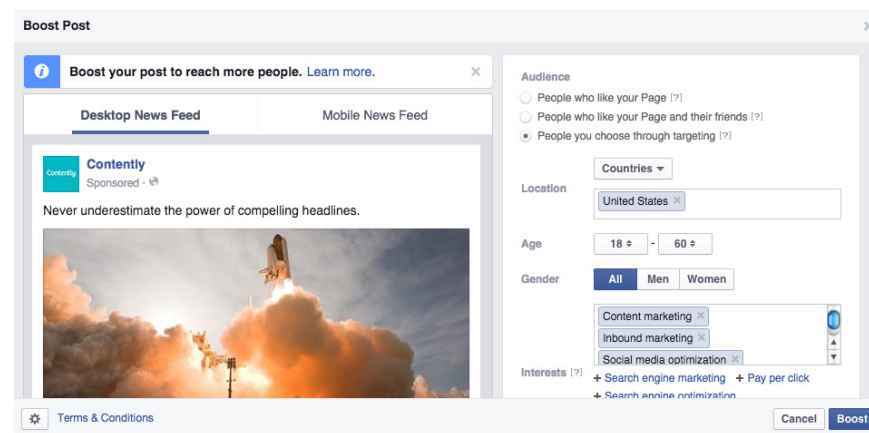 Boost Post
Boost your post to reach more people. Learn more.
Desktop News Feed
Mobile News Feed
Contently
Contently
Sponsored ·
Never underestimate the power of compelling headlines.
Audience
People who like your Page [?]
People who like your Page and their friends [?]
People you choose through targeting [?]
Location
Countries
United States
Age
18 - 60
Gender
All Men Women
Interests [?]
Content marketing
Inbound marketing
Social media optimization
+ Search engine marketing + Pay per click
+ Search engine optimization
Terms & Conditions
Cancel
Boost